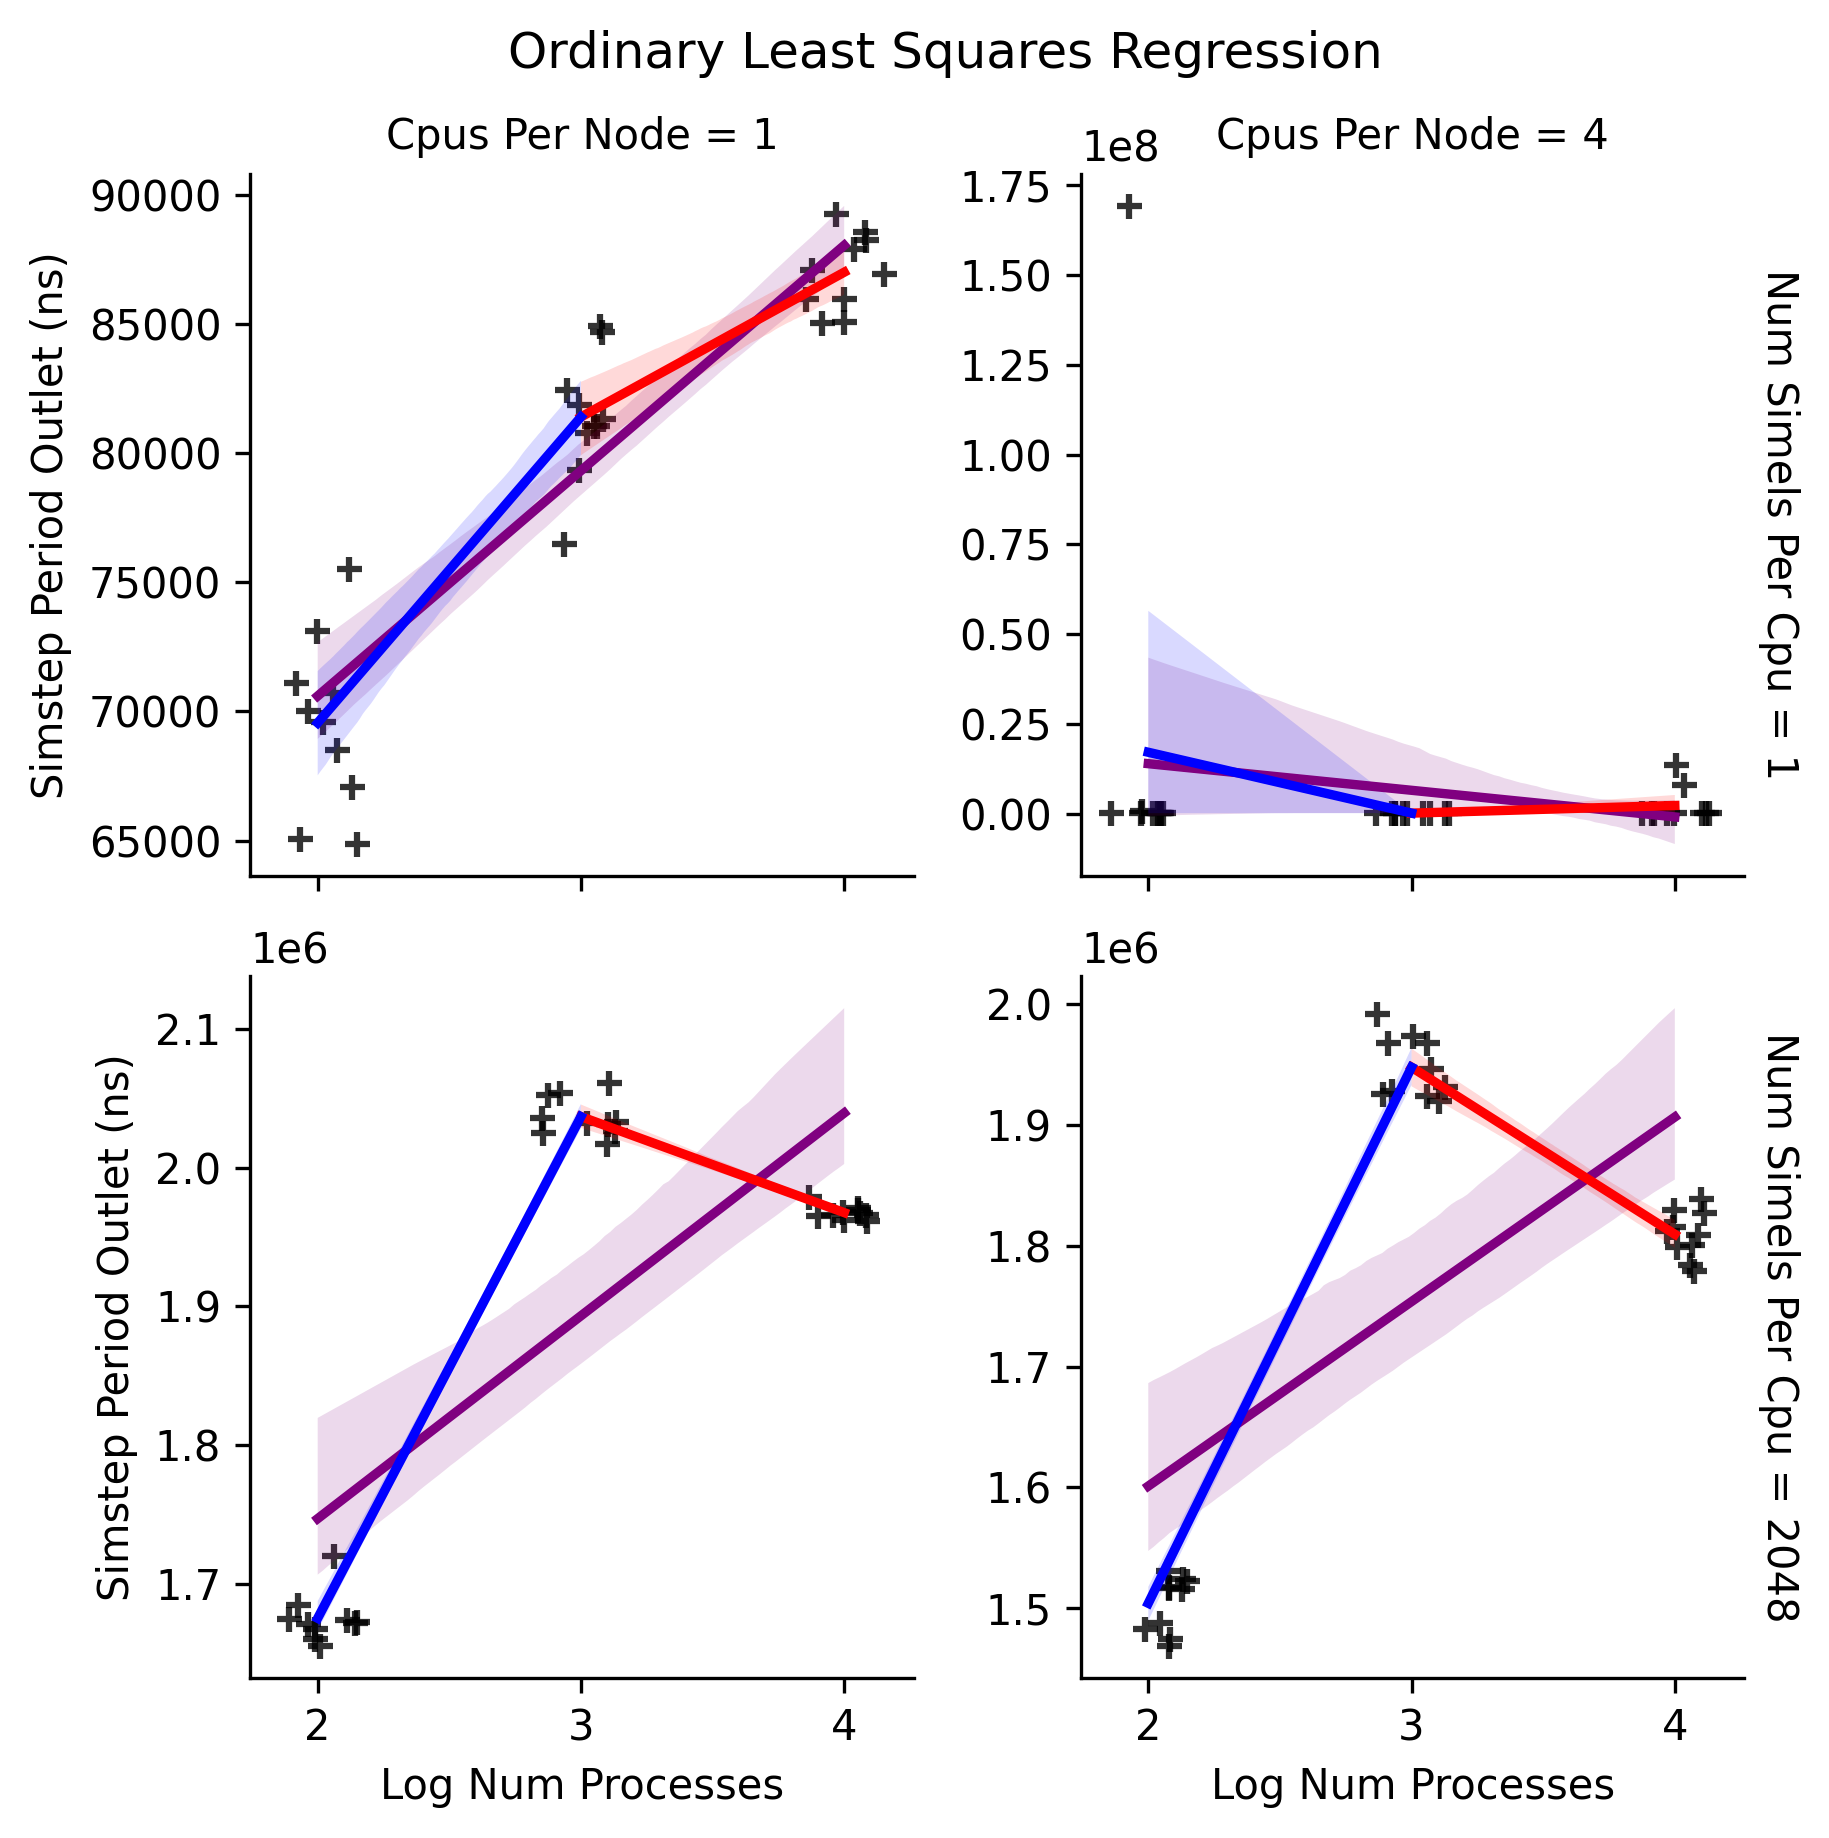 Ordinary Least Squares Regression
Cpus Per Node = 1
Cpus Per Node = 4
1e8
Simstep Period Outlet (ns)
90000
85000
80000
75000
70000
65000
1.75
1.50
1.25
1.00
0.75
0.50
0.25
0.00
Num Simels Per Cpu = 1
1e6
Simstep Period Outlet (ns)
2.1
2.0
1.9
1.8
1.7
1e6
2.0
1.9
1.8
1.7
1.6
1.5
Num Simels Per Cpu = 2048
2 3 4
2 3 4
Log Num Processes
Log Num Processes